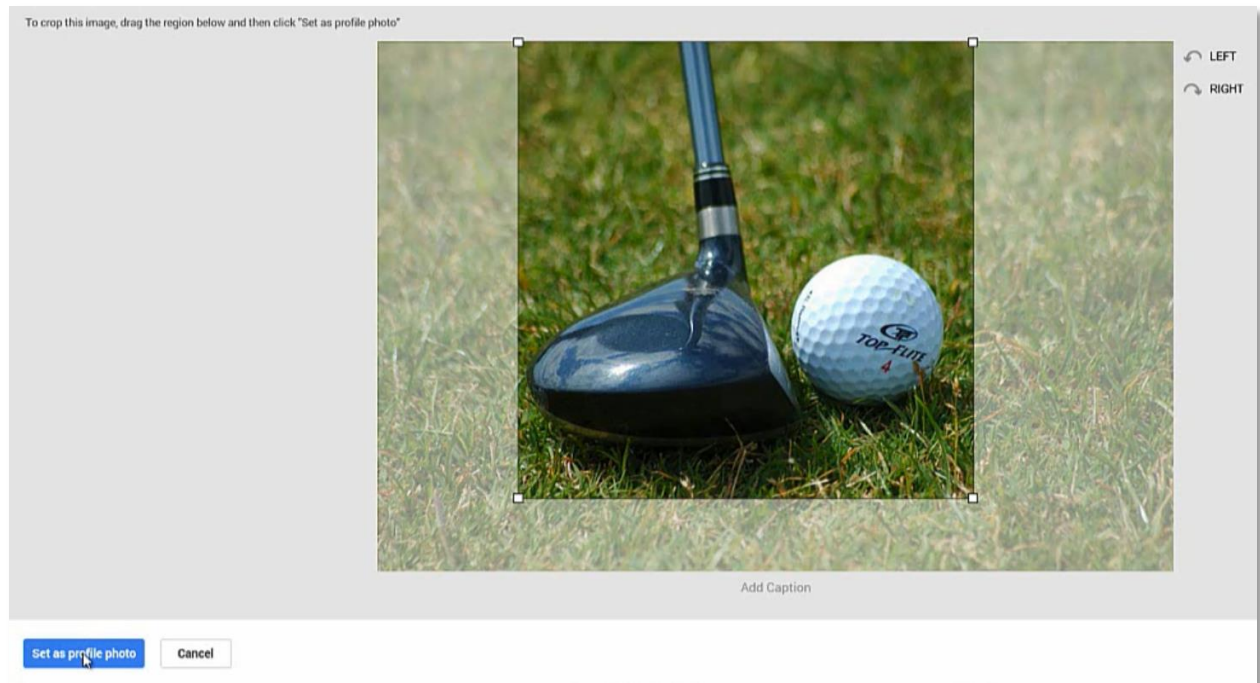 To crop this image, drag the region below and then click "Set as profile photo"
LEFT
RIGHT
TOP-FLITE
4
Add Caption
Set as profile photo
Cancel